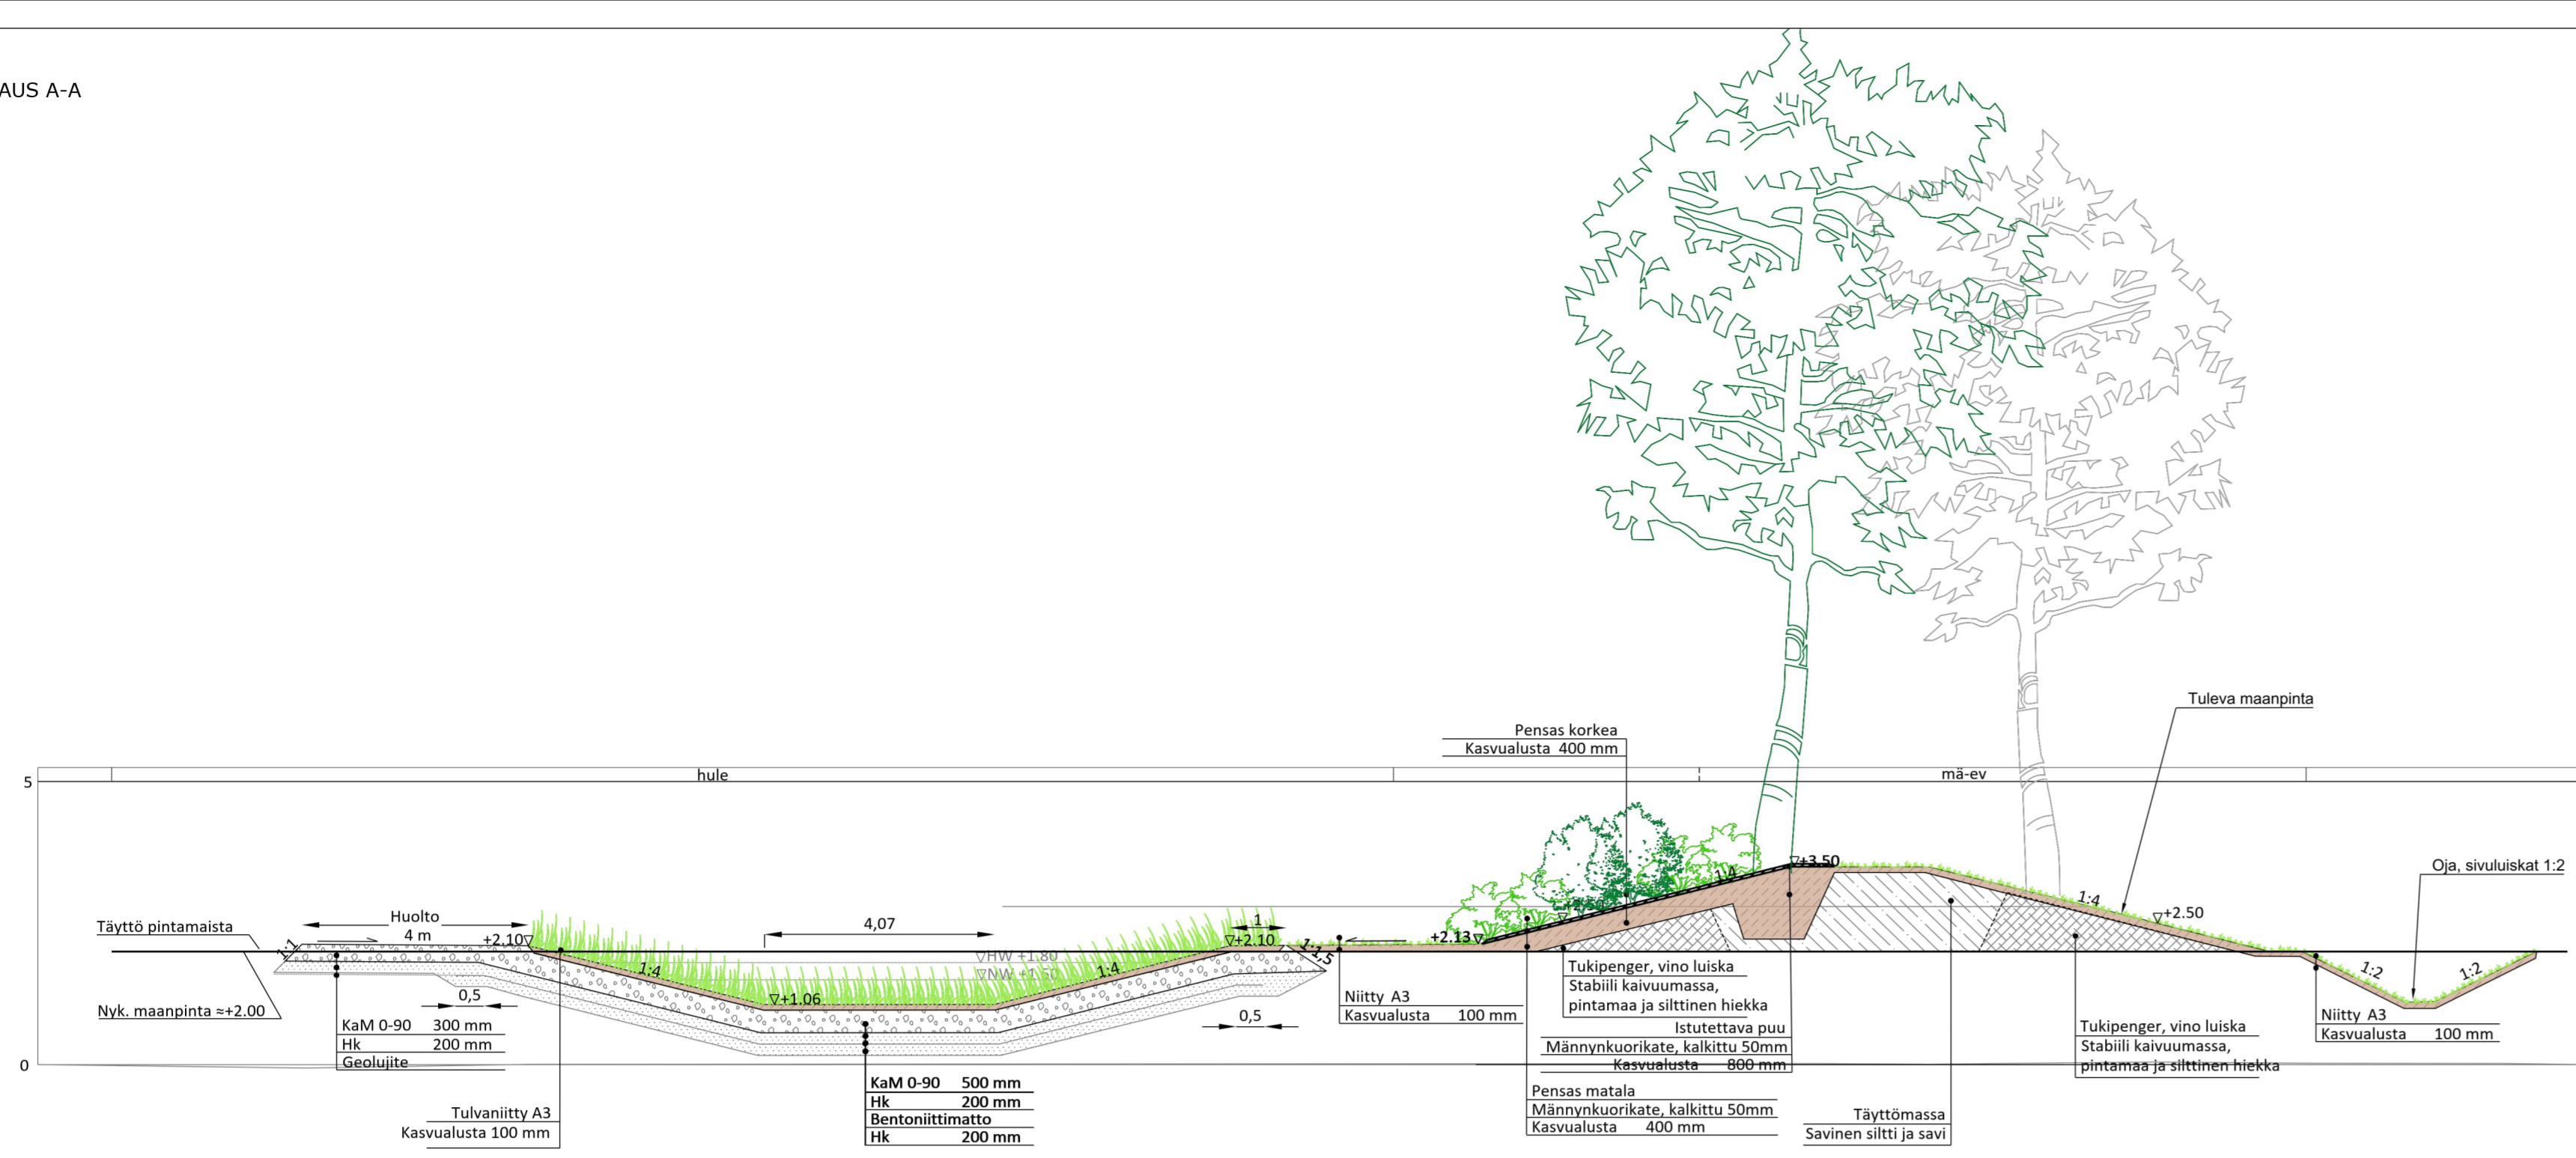 AUS A-A
Tuleva maanpinta
Pensas korkea
Kasvualusta 400 mm
5
hule
mä-ev
+3.50
1:4
Oja, sivuluiskat 1:2
1:4
+2.50
Täyttö pintamaista
Huolto
4 m
+2.10
4,07
1
+2.10
+2.13
1:1
1:4
HW +1.80
NW +1.50
1:4
1:1,5
+1.06
0,5
0,5
1:2
1:2
Nyk. maanpinta ≈+2.00
KaM 0-90 300 mm
Hk 200 mm
Geolujite
Niitty A3
Kasvualusta 100 mm
Tukipenger, vino luiska
Stabiili kaivuumassa,
pintamaa ja silttinen hiekka
Istutettava puu
Männynkuorikate, kalkittu 50mm
Kasvualusta 800 mm
Tukipenger, vino luiska
Stabiili kaivuumassa,
pintamaa ja silttinen hiekka
Niitty A3
Kasvualusta 100 mm
0
KaM 0-90 500 mm
Hk 200 mm
Bentoniittimatto
Hk 200 mm
Tulvaniitty A3
Kasvualusta 100 mm
Pensas matala
Männynkuorikate, kalkittu 50mm
Kasvualusta 400 mm
Täyttömassa
Savinen siltti ja savi